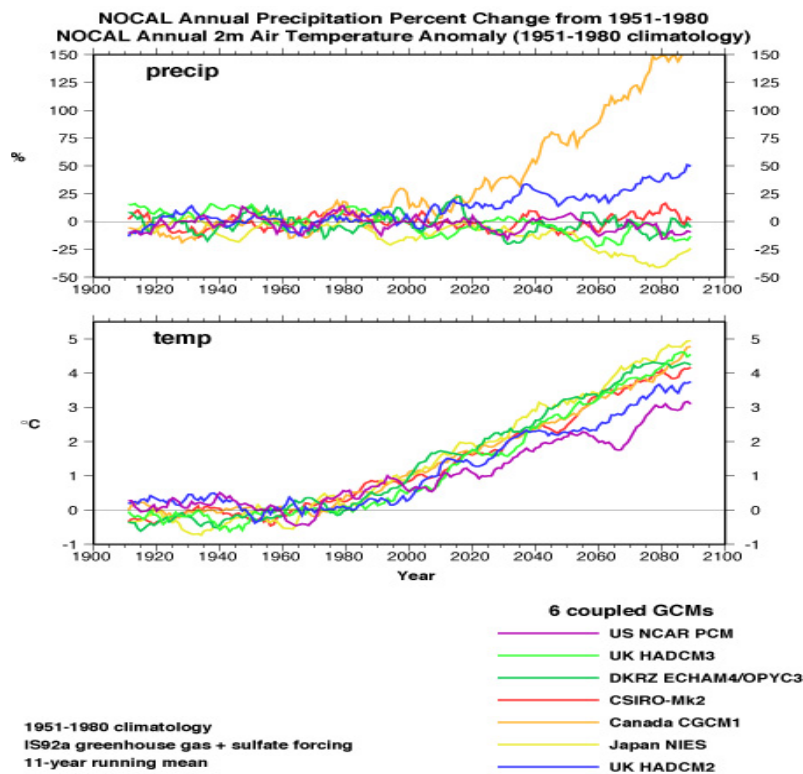 NOCAL Annual Precipitation Percent Change from 1951-1980
NOCAL Annual 2m Air Temperature Anomaly (1951-1980 climatology)
precip
150 150
125 125
100 100
75 75
%
50 50
25 25
0 0
-25 -25
-50 -50
1900 1920 1940 1960 1980 2000 2020 2040 2060 2080 2100
temp
5 5
4 4
3 3
°C
2 2
1 1
0 0
-1 -1
1900 1920 1940 1960 1980 2000 2020 2040 2060 2080 2100
Year
6 coupled GCMs
US NCAR PCM
UK HADCM3
DKRZ ECHAM4/OPYC3
CSIRO-Mk2
Canada CGCM1
Japan NIES
UK HADCM2
1951-1980 climatology
IS92a greenhouse gas + sulfate forcing
11-year running mean